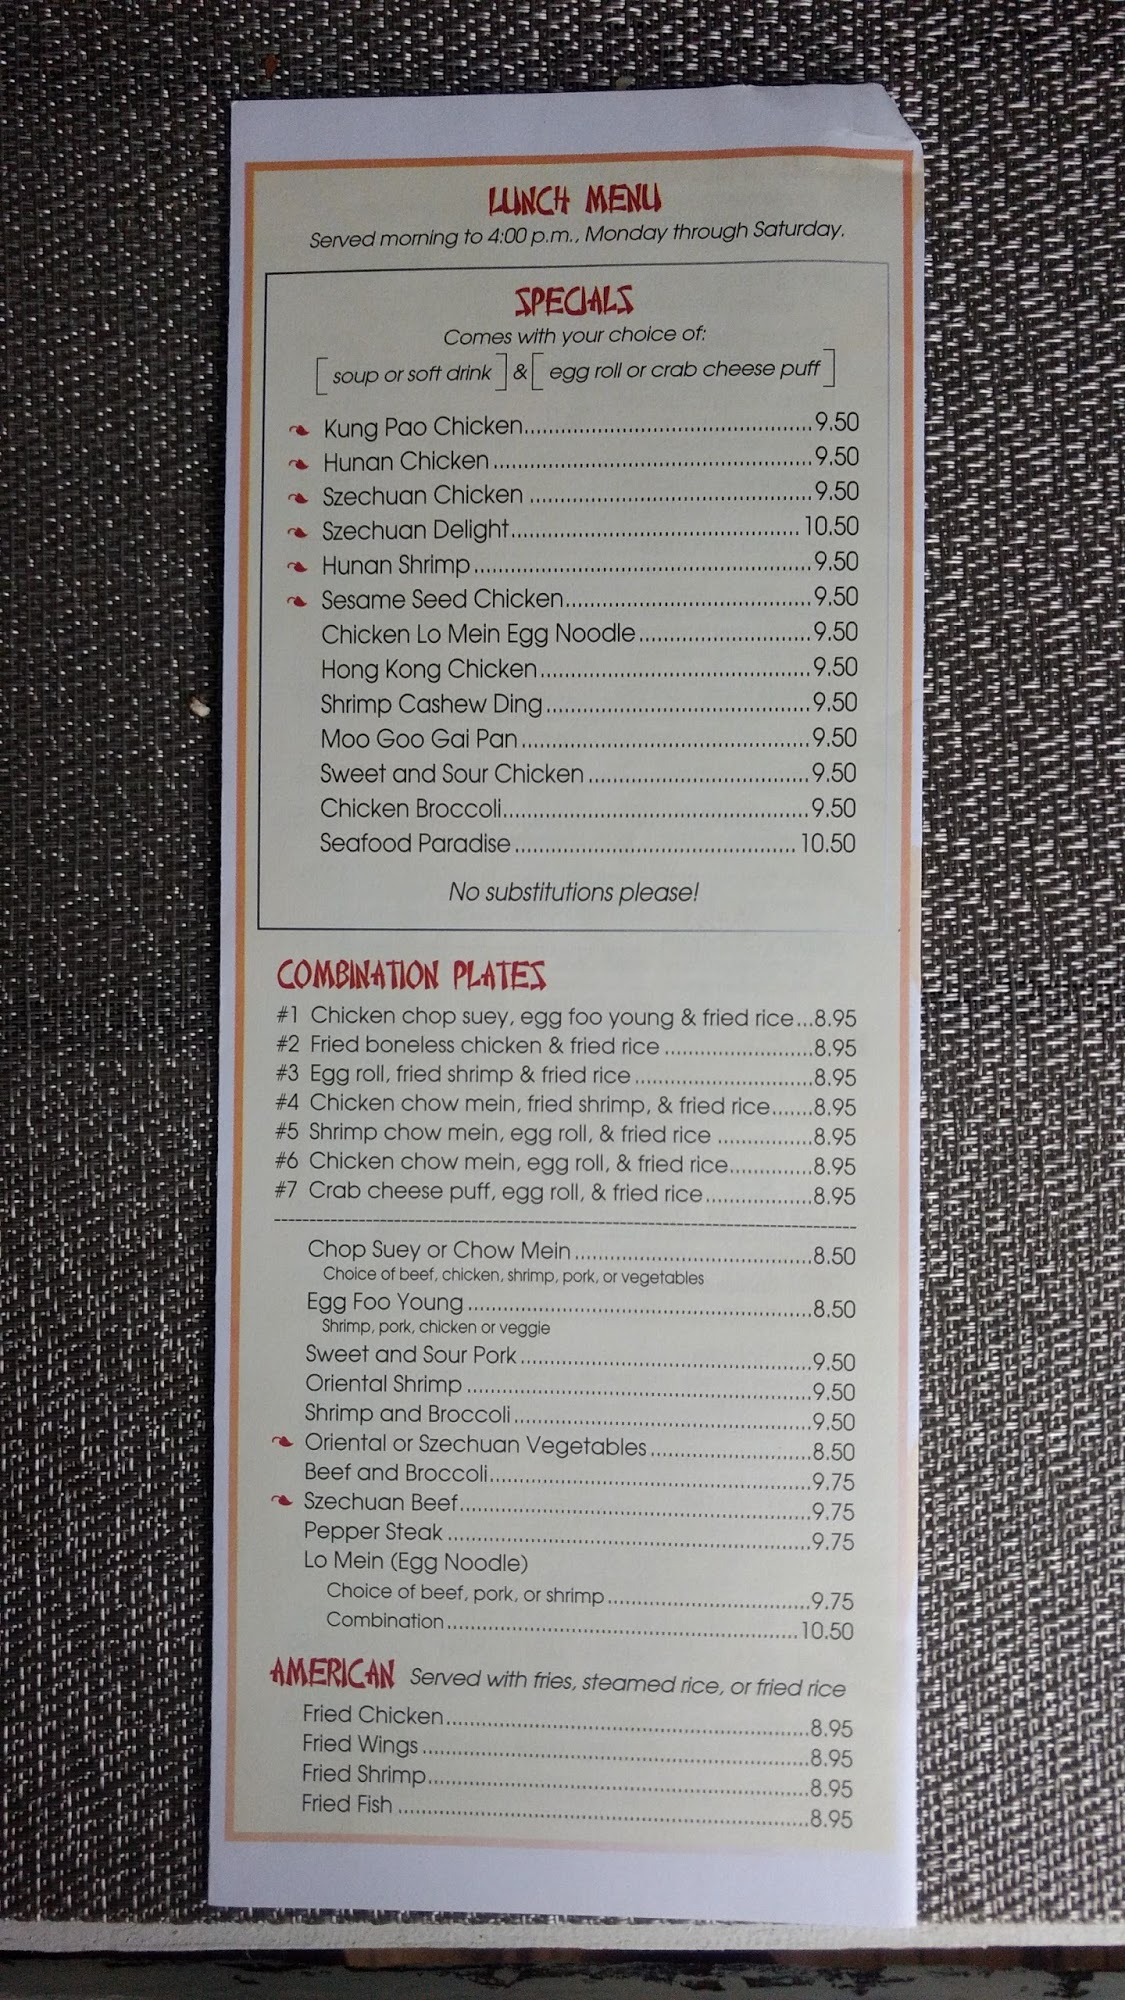 LUNCH MENU
Served morning to 4:00 p.m., Monday through Saturday.
SPECIALS
Comes with your choice of:
[soup or soft drink] & [egg roll or crab cheese puff]
Kung Pao Chicken 9.50
Hunan Chicken 9.50
Szechuan Chicken 9.50
Szechuan Delight 10.50
Hunan Shrimp 9.50
Sesame Seed Chicken 9.50
Chicken Lo Mein Egg Noodle 9.50
Hong Kong Chicken 9.50
Shrimp Cashew Ding 9.50
Moo Goo Gai Pan 9.50
Sweet and Sour Chicken 9.50
Chicken Broccoli 9.50
Seafood Paradise 10.50
No substitutions please!
COMBINATION PLATES
#1 Chicken chop suey, egg foo young & fried rice...8.95
#2 Fried boneless chicken & fried rice 8.95
#3 Egg roll, fried shrimp & fried rice 8.95
#4 Chicken chow mein, fried shrimp, & fried rice 8.95
#5 Shrimp chow mein, egg roll, & fried rice 8.95
#6 Chicken chow mein, egg roll, & fried rice 8.95
#7 Crab cheese puff, egg roll, & fried rice 8.95
Chop Suey or Chow Mein 8.50
Choice of beef, chicken, shrimp, pork, or vegetables
Egg Foo Young 8.50
Shrimp, pork, chicken or veggie
Sweet and Sour Pork 9.50
Oriental Shrimp 9.50
Shrimp and Broccoli 9.50
Oriental or Szechuan Vegetables 8.50
Beef and Broccoli 9.75
Szechuan Beef 9.75
Pepper Steak 9.75
Lo Mein (Egg Noodle)
Choice of beef, pork, or shrimp 9.75
Combination 10.50
AMERICAN Served with fries, steamed rice, or fried rice
Fried Chicken 8.95
Fried Wings 8.95
Fried Shrimp 8.95
Fried Fish 8.95